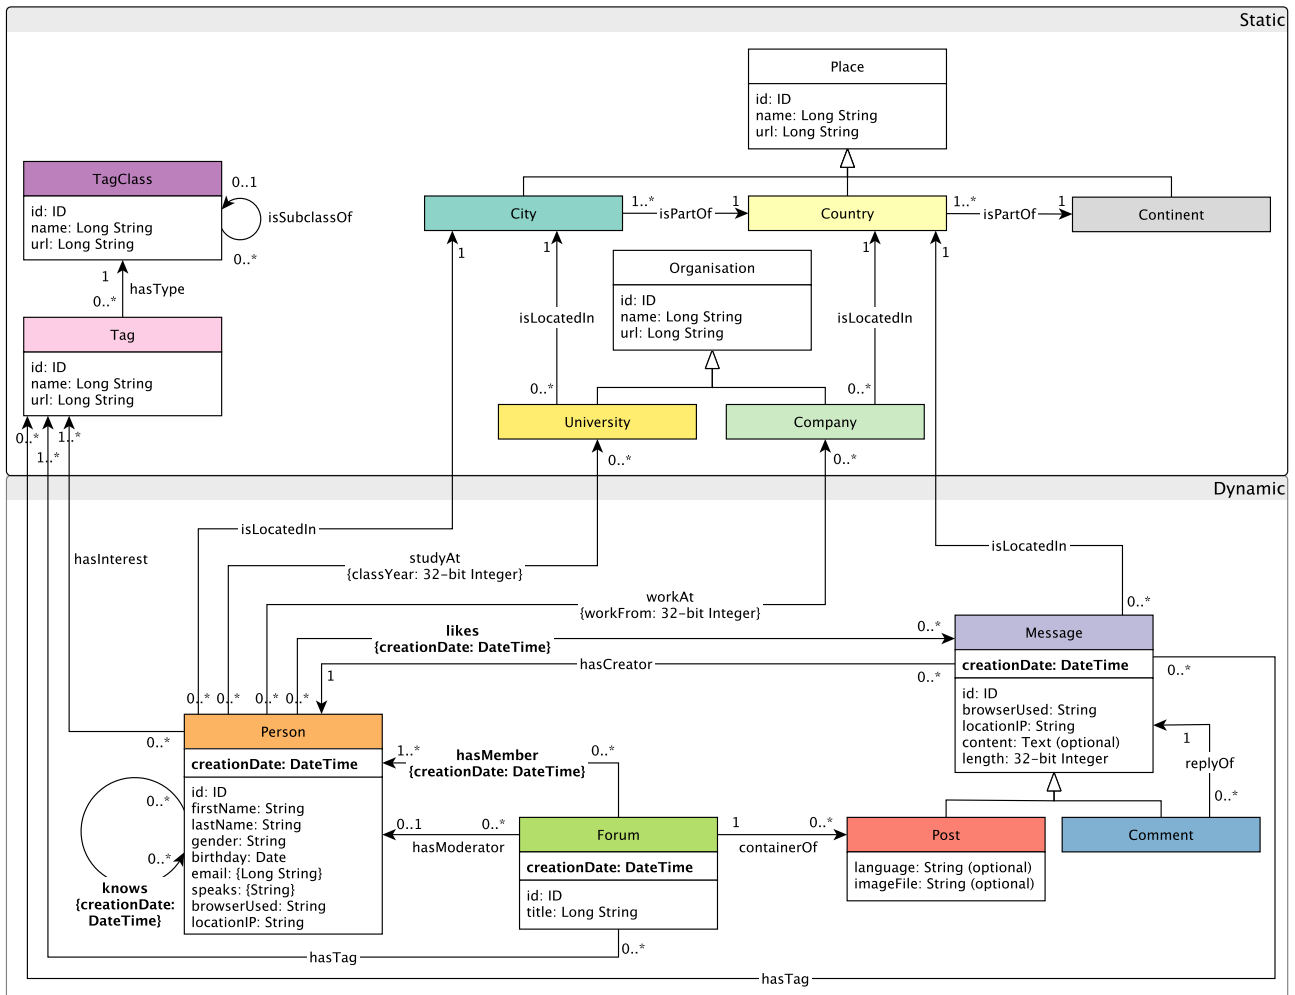 Static
Place
id: ID
name: Long String
url: Long String
TagClass
id: ID
name: Long String
url: Long String
0..1
isSubclassOf
0..*
City
1..*
isPartOf
1
Country
1..*
isPartOf
1
Continent
1
hasType
0..*
Tag
id: ID
name: Long String
url: Long String
Organisation
id: ID
name: Long String
url: Long String
1
1
isLocatedIn
0..*
1
isLocatedIn
0..*
1
University
Company
0..*
1..*
1..*
0..*
0..*
Dynamic
hasInterest
isLocatedIn
studyAt
{classYear: 32-bit Integer}
workAt
{workFrom: 32-bit Integer}
isLocatedIn
0..*
likes
{creationDate: DateTime}
0..*
hasCreator
1
0..*
0..*
0..*
0..*
0..*
0..*
Message
creationDate: DateTime
id: ID
browserUsed: String
locationIP: String
content: Text (optional)
length: 32-bit Integer
0..*
1
replyOf
0..*
0..*
Person
creationDate: DateTime
id: ID
firstName: String
lastName: String
gender: String
birthday: Date
email: {Long String}
speaks: {String}
browserUsed: String
locationIP: String
0..*
0..*
knows
{creationDate:
DateTime}
1..*
hasMember
{creationDate: DateTime}
0..*
0..1
hasModerator
0..*
Forum
creationDate: DateTime
id: ID
title: Long String
1
containerOf
0..*
Post
language: String (optional)
imageFile: String (optional)
Comment
0..*
hasTag
hasTag